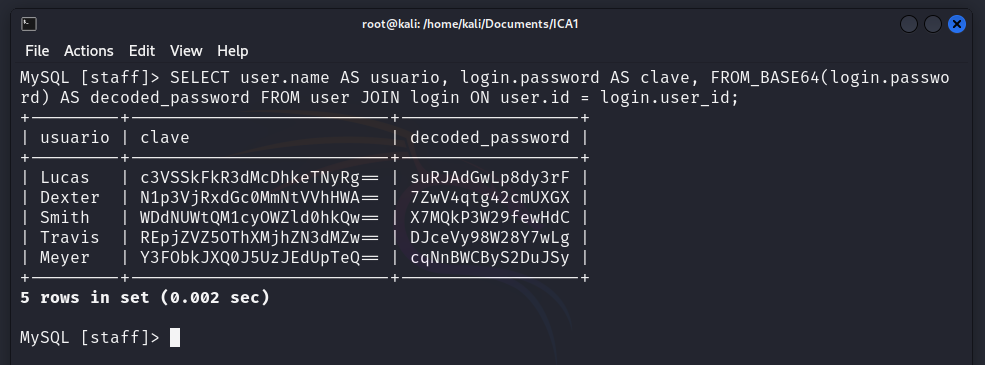 root@kali: /home/kali/Documents/ICA1
File Actions Edit View Help
MySQL [staff]> SELECT user.name AS usuario, login.password AS clave, FROM_BASE64(login.passwo
rd) AS decoded_password FROM user JOIN login ON user.id = login.user_id;
+---------+--------------------------+------------------+
| usuario | clave                    | decoded_password |
+---------+--------------------------+------------------+
| Lucas   | c3VSSkFkR3dMcDhkeTNyRg== | suRJAdGwLp8dy3rF |
| Dexter  | N1p3VjRxdGc0MmNtVVhHWA== | 7ZwV4qtg42cmUXGX |
| Smith   | WDdNUWtQM1cyOWZld0hkQw== | X7MQkP3W29fewHdC |
| Travis  | REpjZVZ5OThXMjhZN3dMZw== | DJceVy98W28Y7wLg |
| Meyer   | Y3FObkJXQ0J5UzJEdUpTeQ== | cqNnBWCByS2DuJSy |
+---------+--------------------------+------------------+
5 rows in set (0.002 sec)
MySQL [staff]>